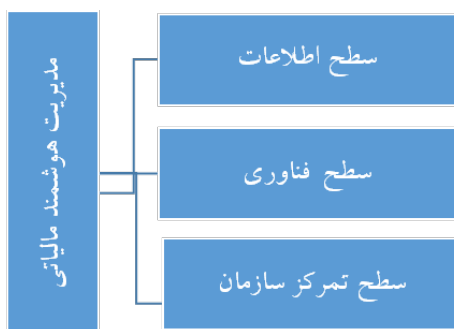 مدیریت هوشمند مالیاتی
سطح اطلاعات
سطح فناوری
سطح تمرکز سازمان